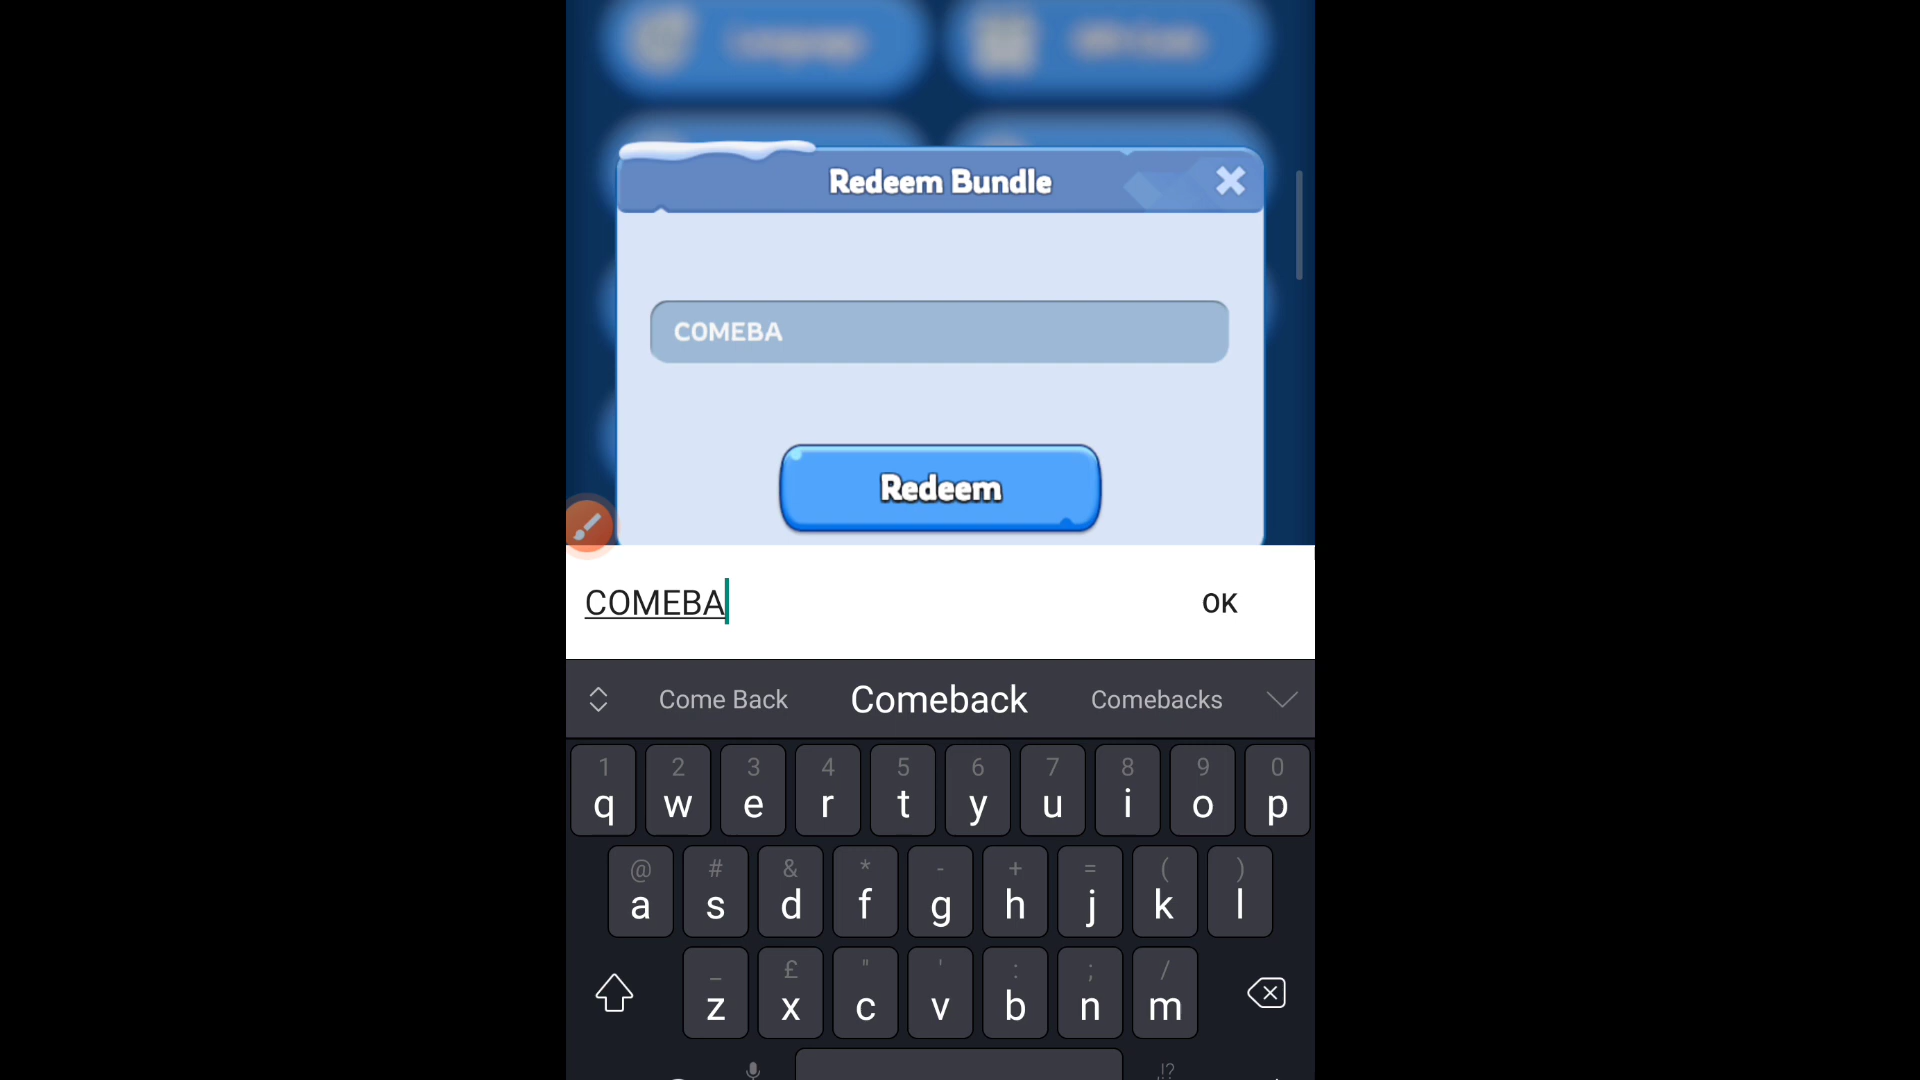 Redeem Bundle
COMEBA
Redeem
COMEBA
OK
Come Back Comeback Comebacks
1 2 3 4 5 6 7 8 9 0
q w e r t y u i o p
@ # & * - + = ( )
a s d f g h j k l
_ £ " ' : ; /
z x c v b n m
,!?